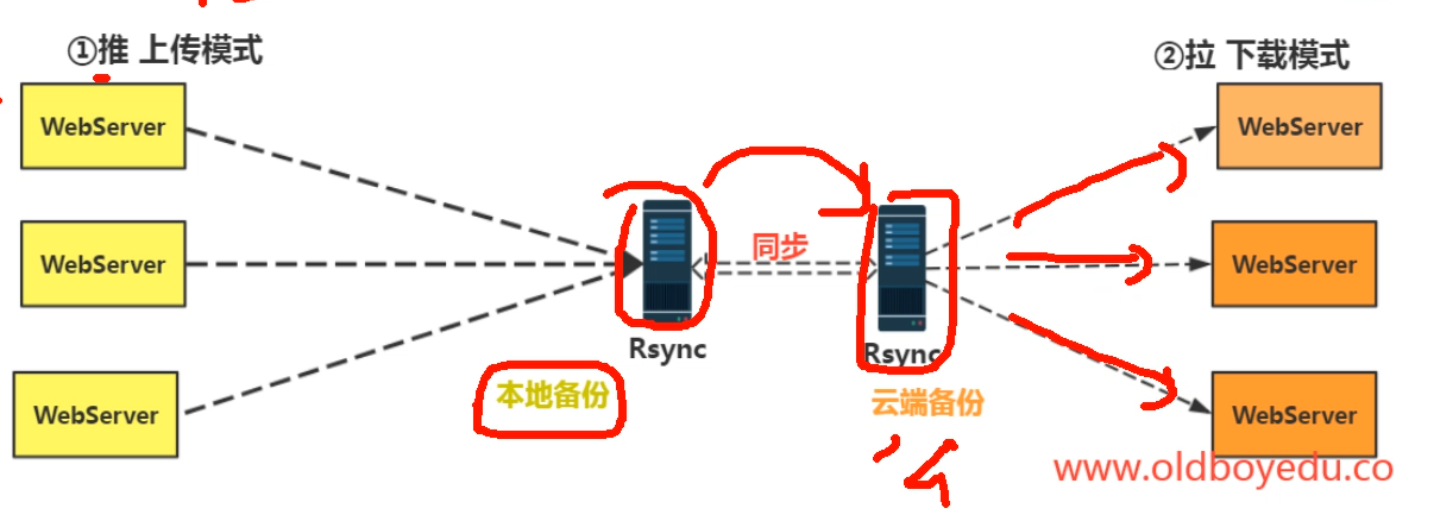 ①推 上传模式
②拉 下载模式
WebServer
WebServer
WebServer
WebServer
同步
WebServer
Rsync
Rsync
本地备份
云端备份
WebServer
WebServer
www.oldboyedu.co